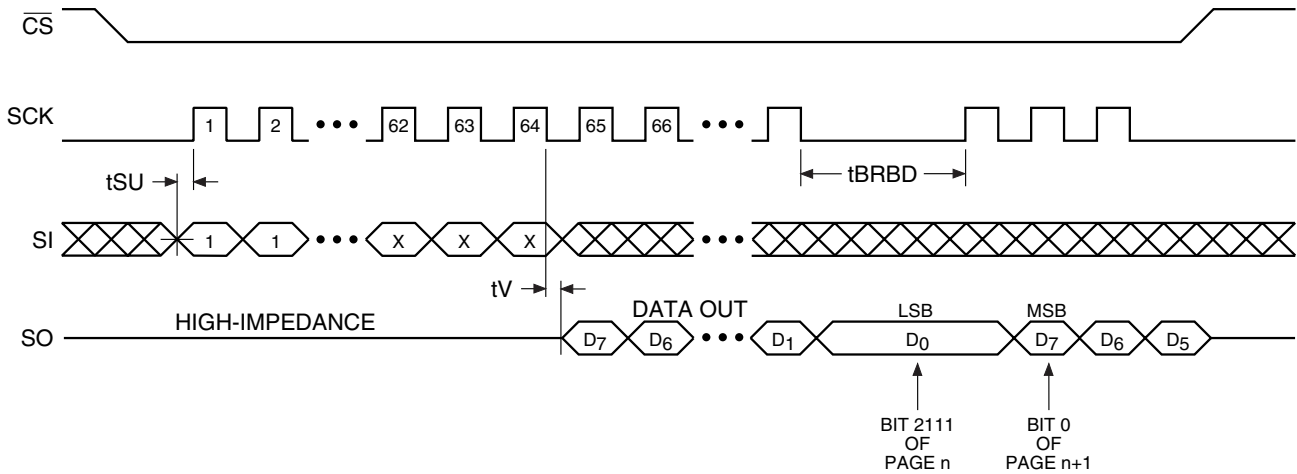 CS
SCK 1 2 ••• 62 63 64 65 66 •••
tSU tBRBD
SI 1 1 ••• X X X •••
tV
HIGH-IMPEDANCE DATA OUT LSB MSB
SO D7 D6 ••• D1 D0 D7 D6 D5
BIT 2111
OF
PAGE n
BIT 0
OF
PAGE n+1